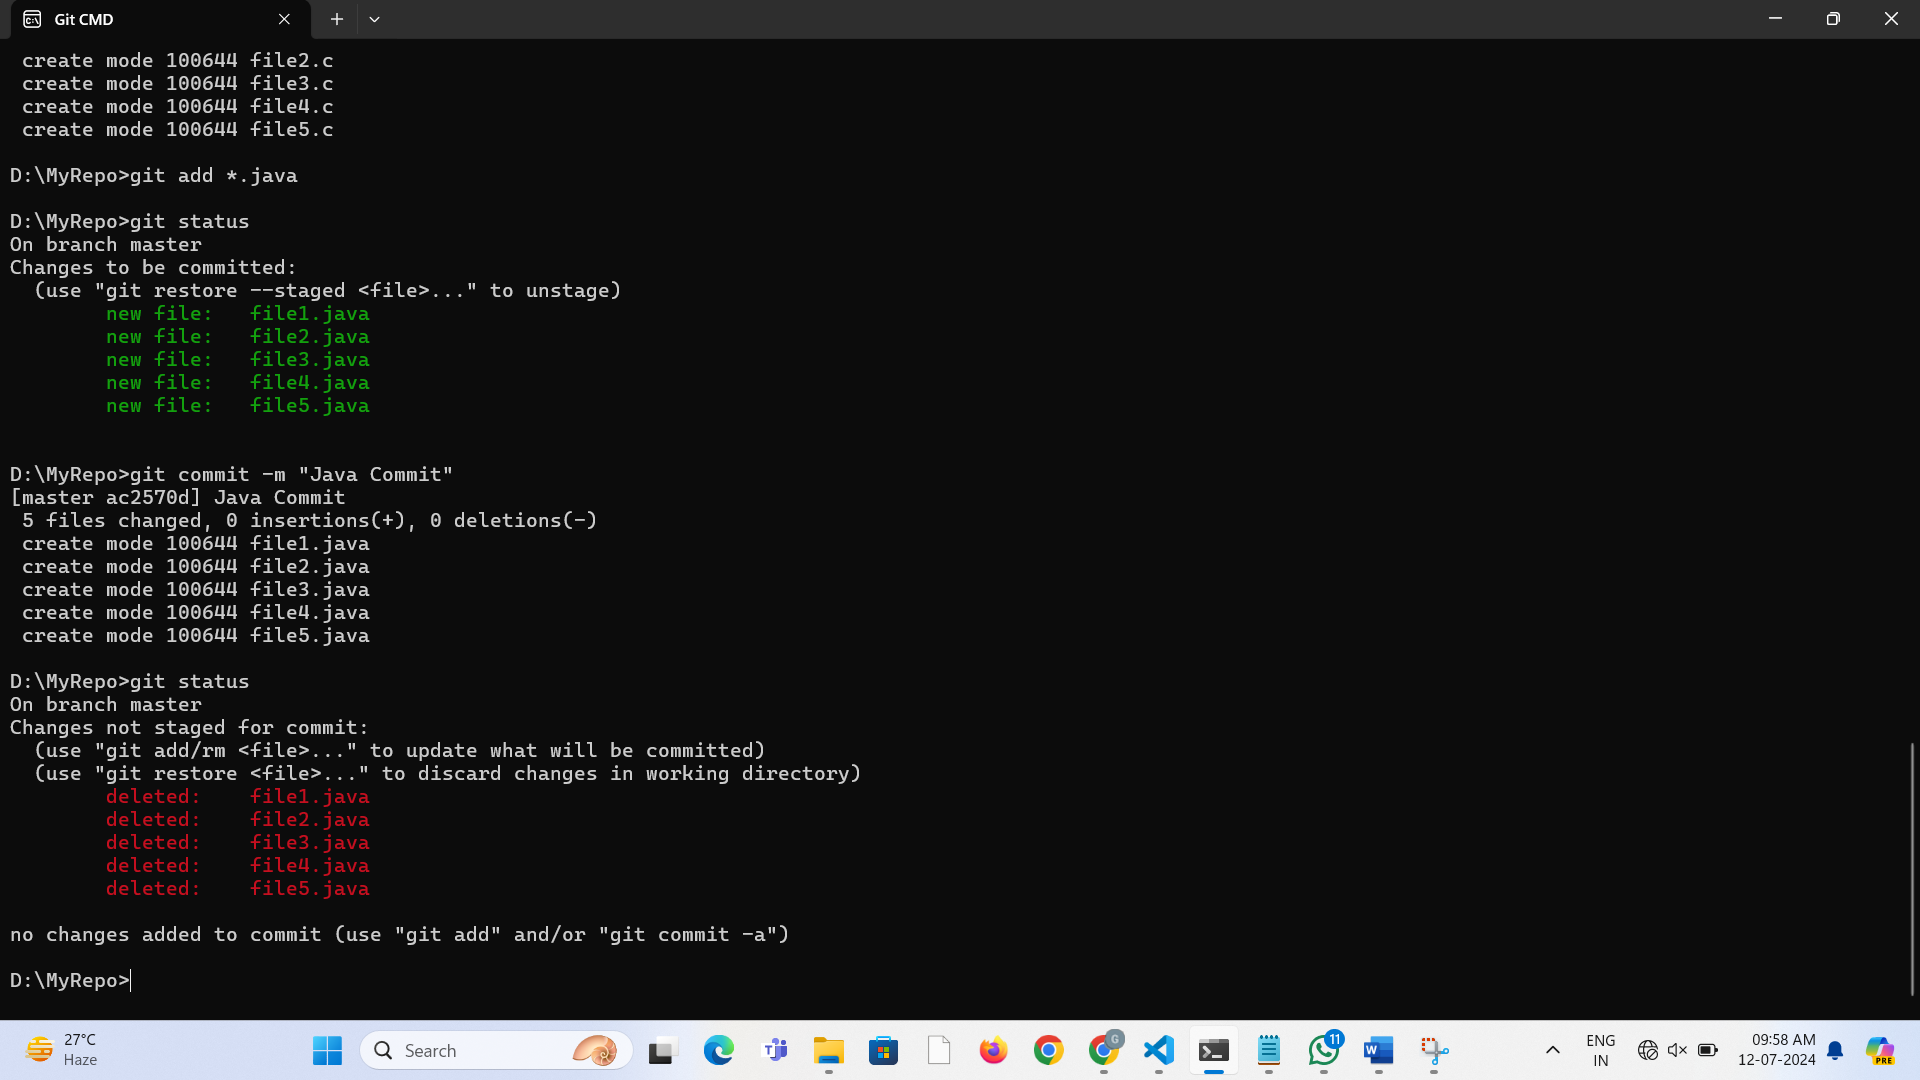 Git CMD
create mode 100644 file2.c
create mode 100644 file3.c
create mode 100644 file4.c
create mode 100644 file5.c
D:\MyRepo>git add *.java
D:\MyRepo>git status
On branch master
Changes to be committed:
  (use "git restore --staged <file>..." to unstage)
        new file:   file1.java
        new file:   file2.java
        new file:   file3.java
        new file:   file4.java
        new file:   file5.java
D:\MyRepo>git commit -m "Java Commit"
[master ac2570d] Java Commit
 5 files changed, 0 insertions(+), 0 deletions(-)
 create mode 100644 file1.java
 create mode 100644 file2.java
 create mode 100644 file3.java
 create mode 100644 file4.java
 create mode 100644 file5.java
D:\MyRepo>git status
On branch master
Changes not staged for commit:
  (use "git add/rm <file>..." to update what will be committed)
  (use "git restore <file>..." to discard changes in working directory)
        deleted:    file1.java
        deleted:    file2.java
        deleted:    file3.java
        deleted:    file4.java
        deleted:    file5.java
no changes added to commit (use "git add" and/or "git commit -a")
D:\MyRepo>
27°C
Haze
Search
G
11
ENG
IN
09:58 AM
12-07-2024
PRE